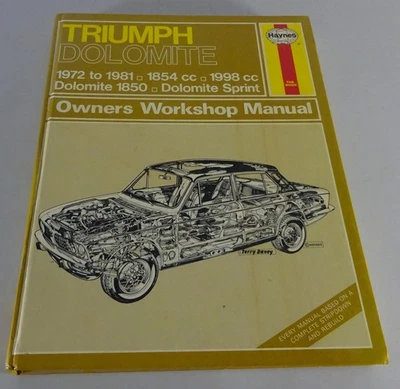 TRIUMPH
DOLOMITE
Haynes
1972 to 1981 □ 1854 cc □ 1998 cc
Dolomite 1850 □ Dolomite Sprint
Owners Workshop Manual
Terry Davey
EVERY MANUAL BASED ON A
COMPLETE STRIPDOWN
AND REBUILD